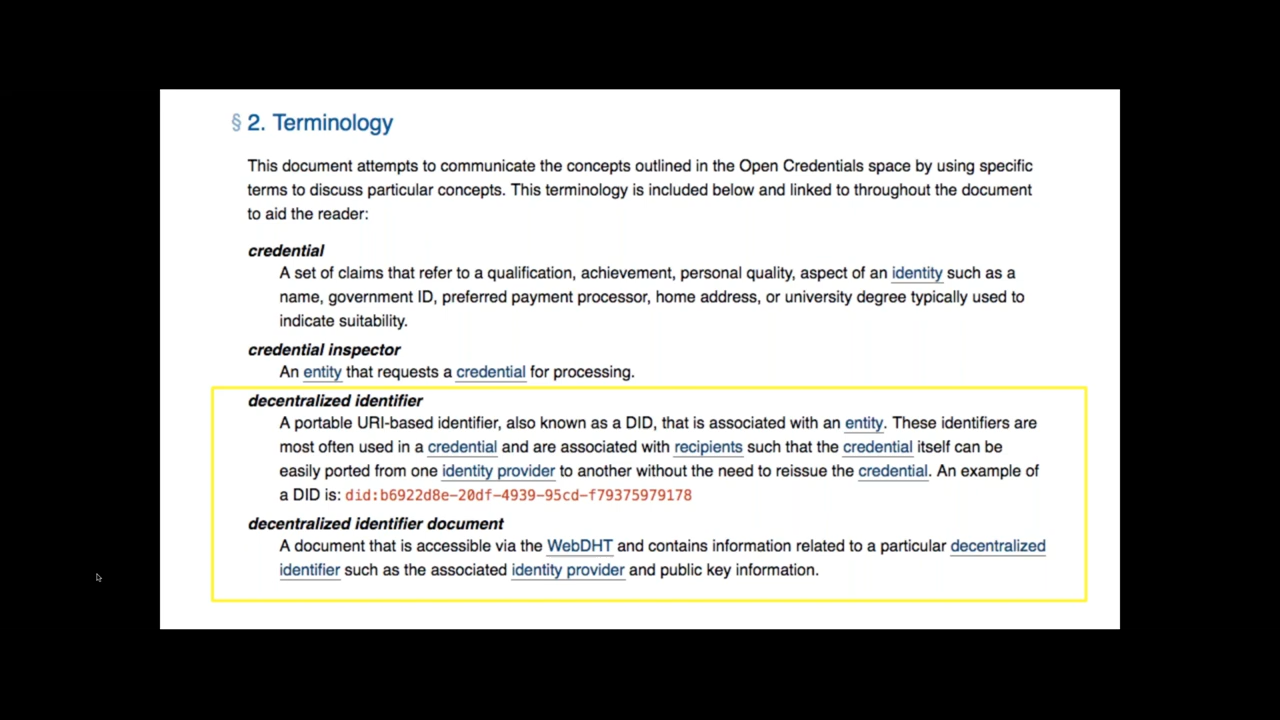 § 2. Terminology
This document attempts to communicate the concepts outlined in the Open Credentials space by using specific
terms to discuss particular concepts. This terminology is included below and linked to throughout the document
to aid the reader:
credential
A set of claims that refer to a qualification, achievement, personal quality, aspect of an identity such as a
name, government ID, preferred payment processor, home address, or university degree typically used to
indicate suitability.
credential inspector
An entity that requests a credential for processing.
decentralized identifier
A portable URI-based identifier, also known as a DID, that is associated with an entity. These identifiers are
most often used in a credential and are associated with recipients such that the credential itself can be
easily ported from one identity provider to another without the need to reissue the credential. An example of
a DID is: did:b6922d8e-20df-4939-95cd-f79375979178
decentralized identifier document
A document that is accessible via the WebDHT and contains information related to a particular decentralized
identifier such as the associated identity provider and public key information.